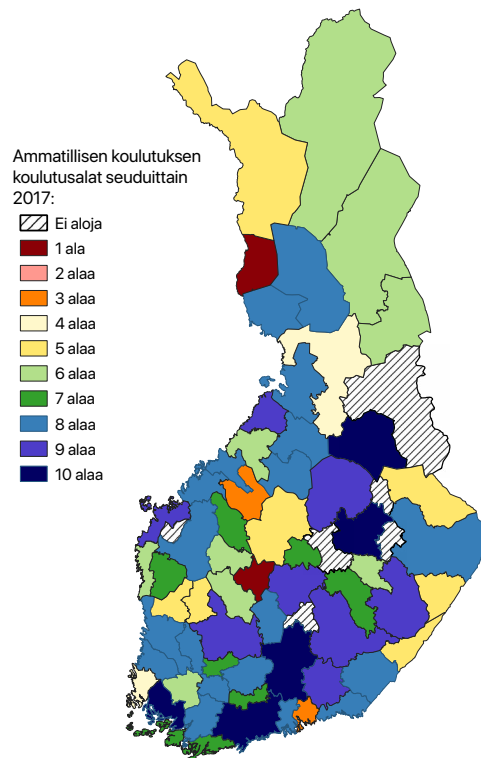 Ammatillisen koulutuksen
koulutusalat seuduittain
2017:
Ei aloja
1 ala
2 alaa
3 alaa
4 alaa
5 alaa
6 alaa
7 alaa
8 alaa
9 alaa
10 alaa